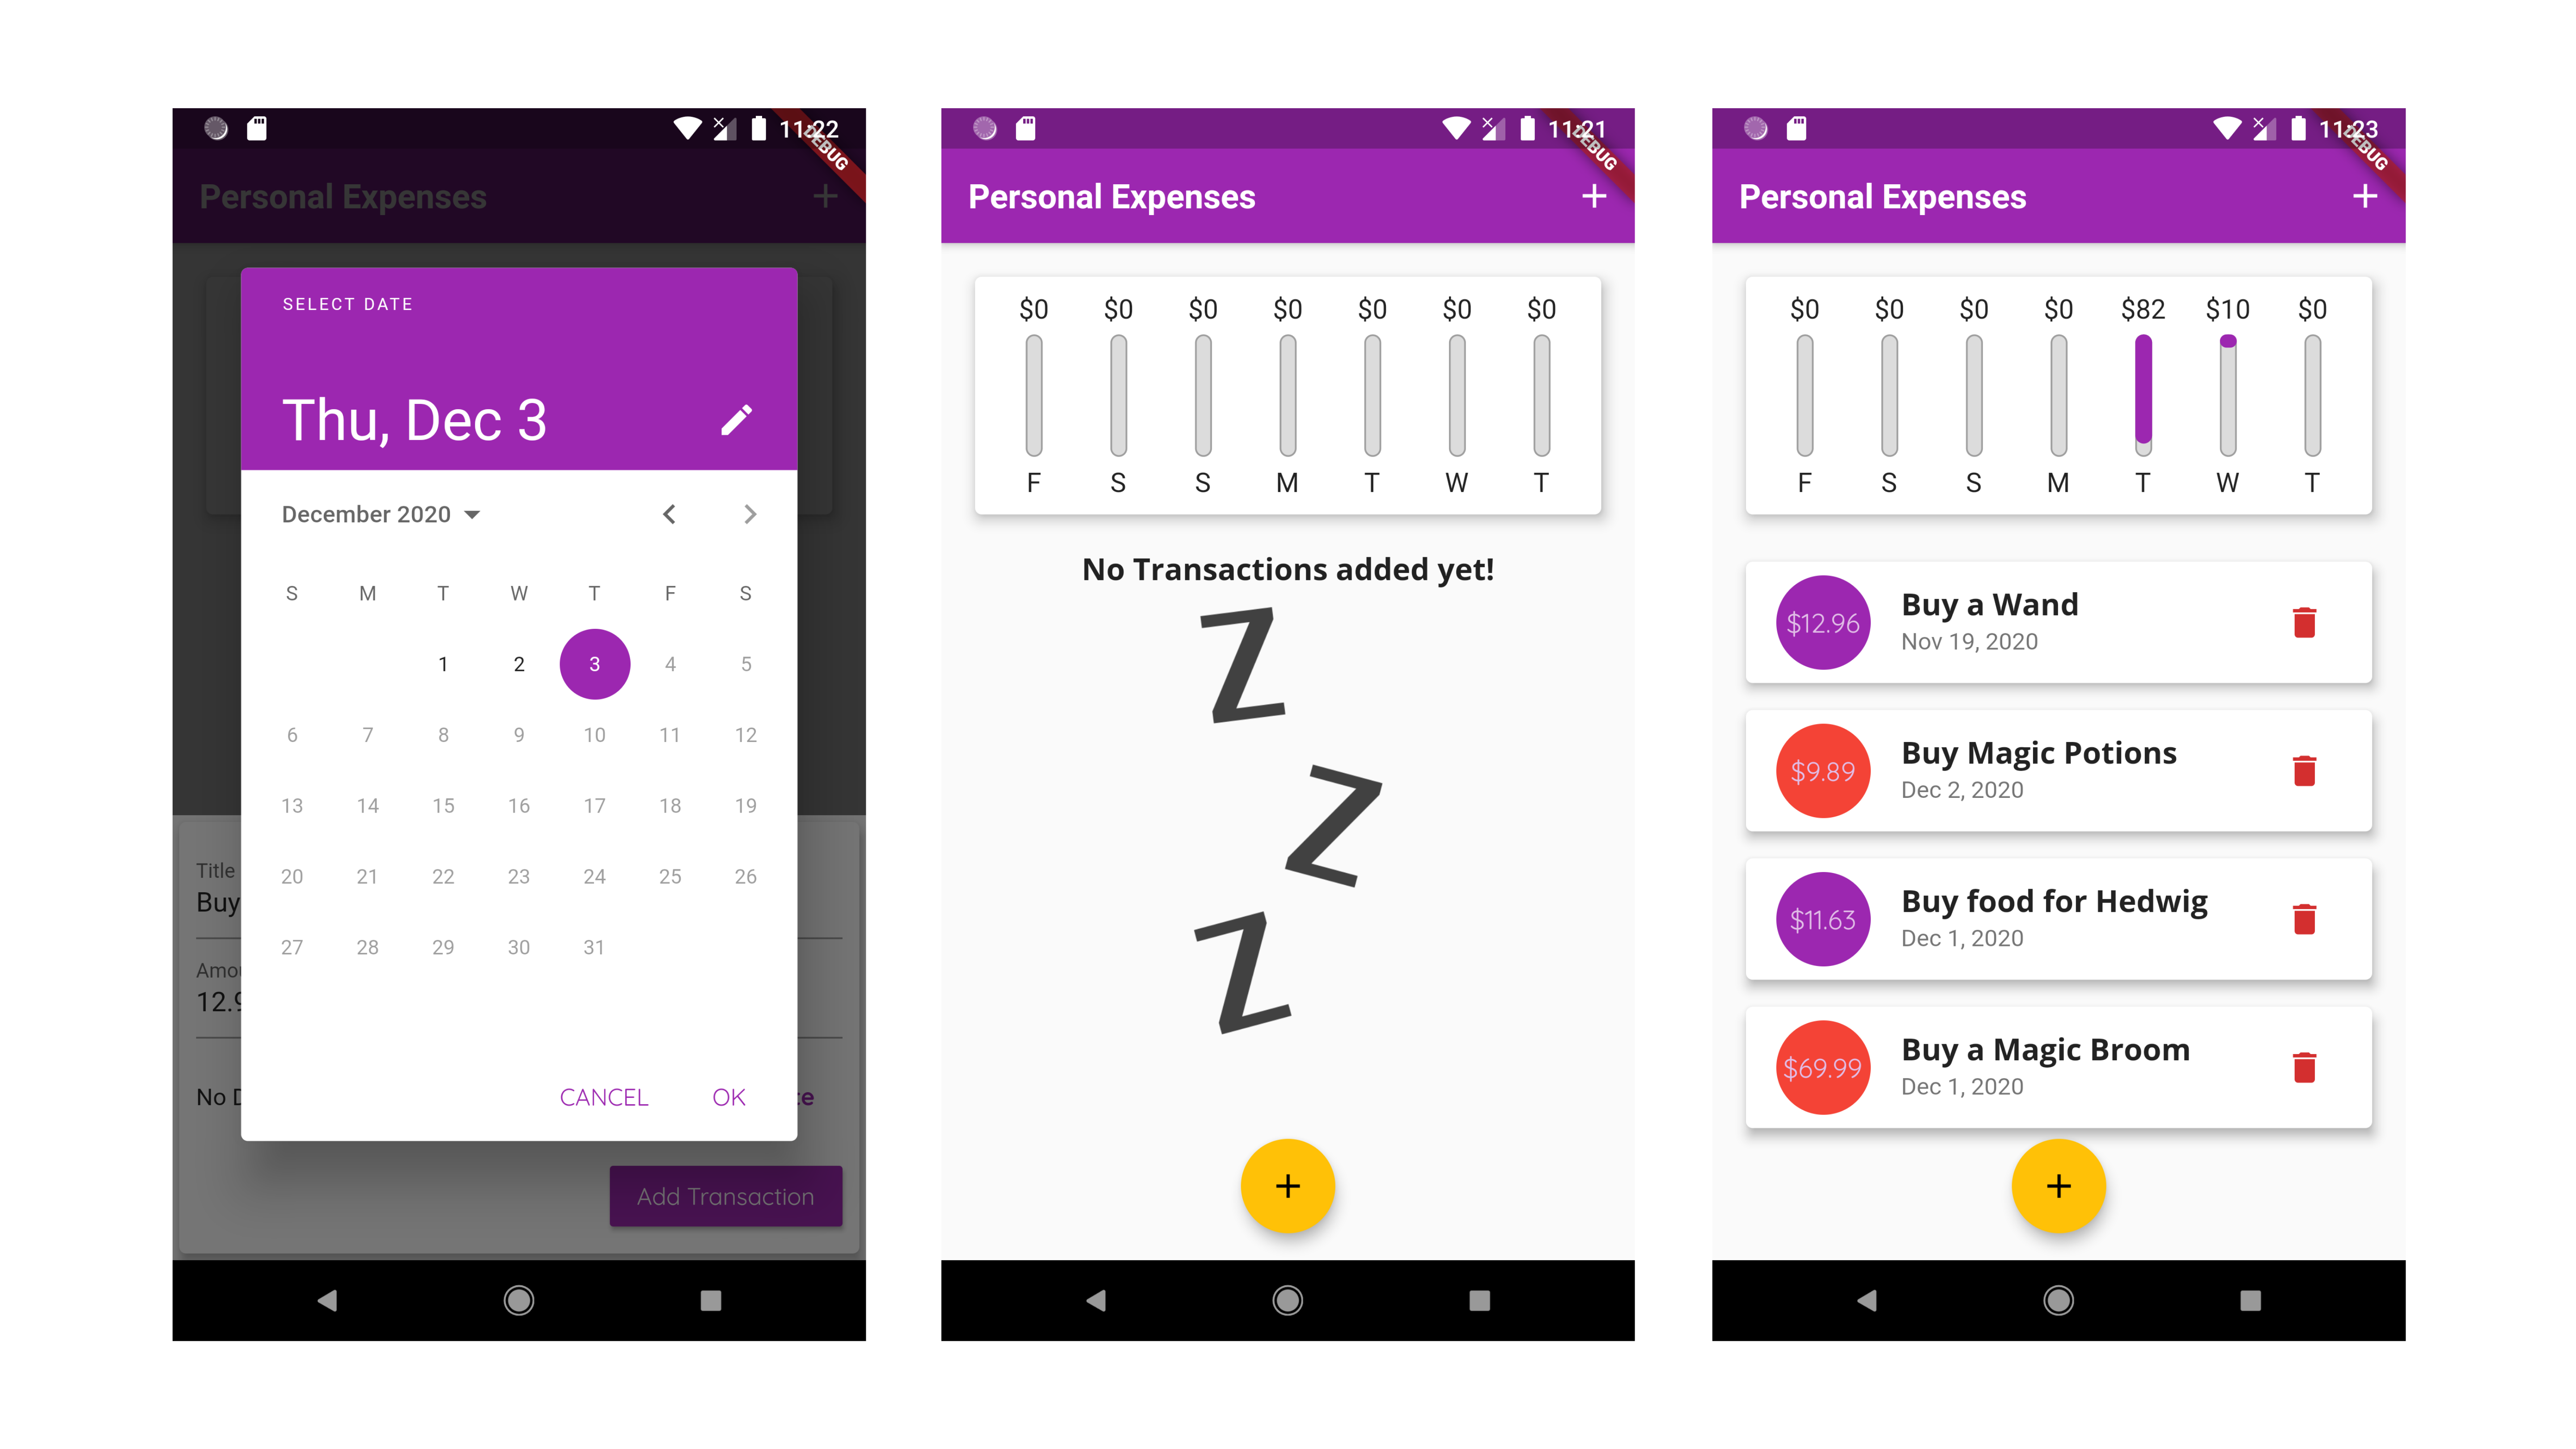 11:22
DEBUG
Personal Expenses
SELECT DATE
Thu, Dec 3
December 2020
S M T W T F S
1 2 3 4 5
6 7 8 9 10 11 12
13 14 15 16 17 18 19
20 21 22 23 24 25 26
27 28 29 30 31
CANCEL OK
Title
Buy
12.9
No
Add Transaction
11:21
DEBUG
Personal Expenses
$0 $0 $0 $0 $0 $0 $0
F S S M T W T
No Transactions added yet!
Z
Z
Z
11:23
DEBUG
Personal Expenses
$0 $0 $0 $0 $82 $10 $0
F S S M T W T
$12.96
Buy a Wand
Nov 19, 2020
$9.89
Buy Magic Potions
Dec 2, 2020
$11.63
Buy food for Hedwig
Dec 1, 2020
$69.99
Buy a Magic Broom
Dec 1, 2020